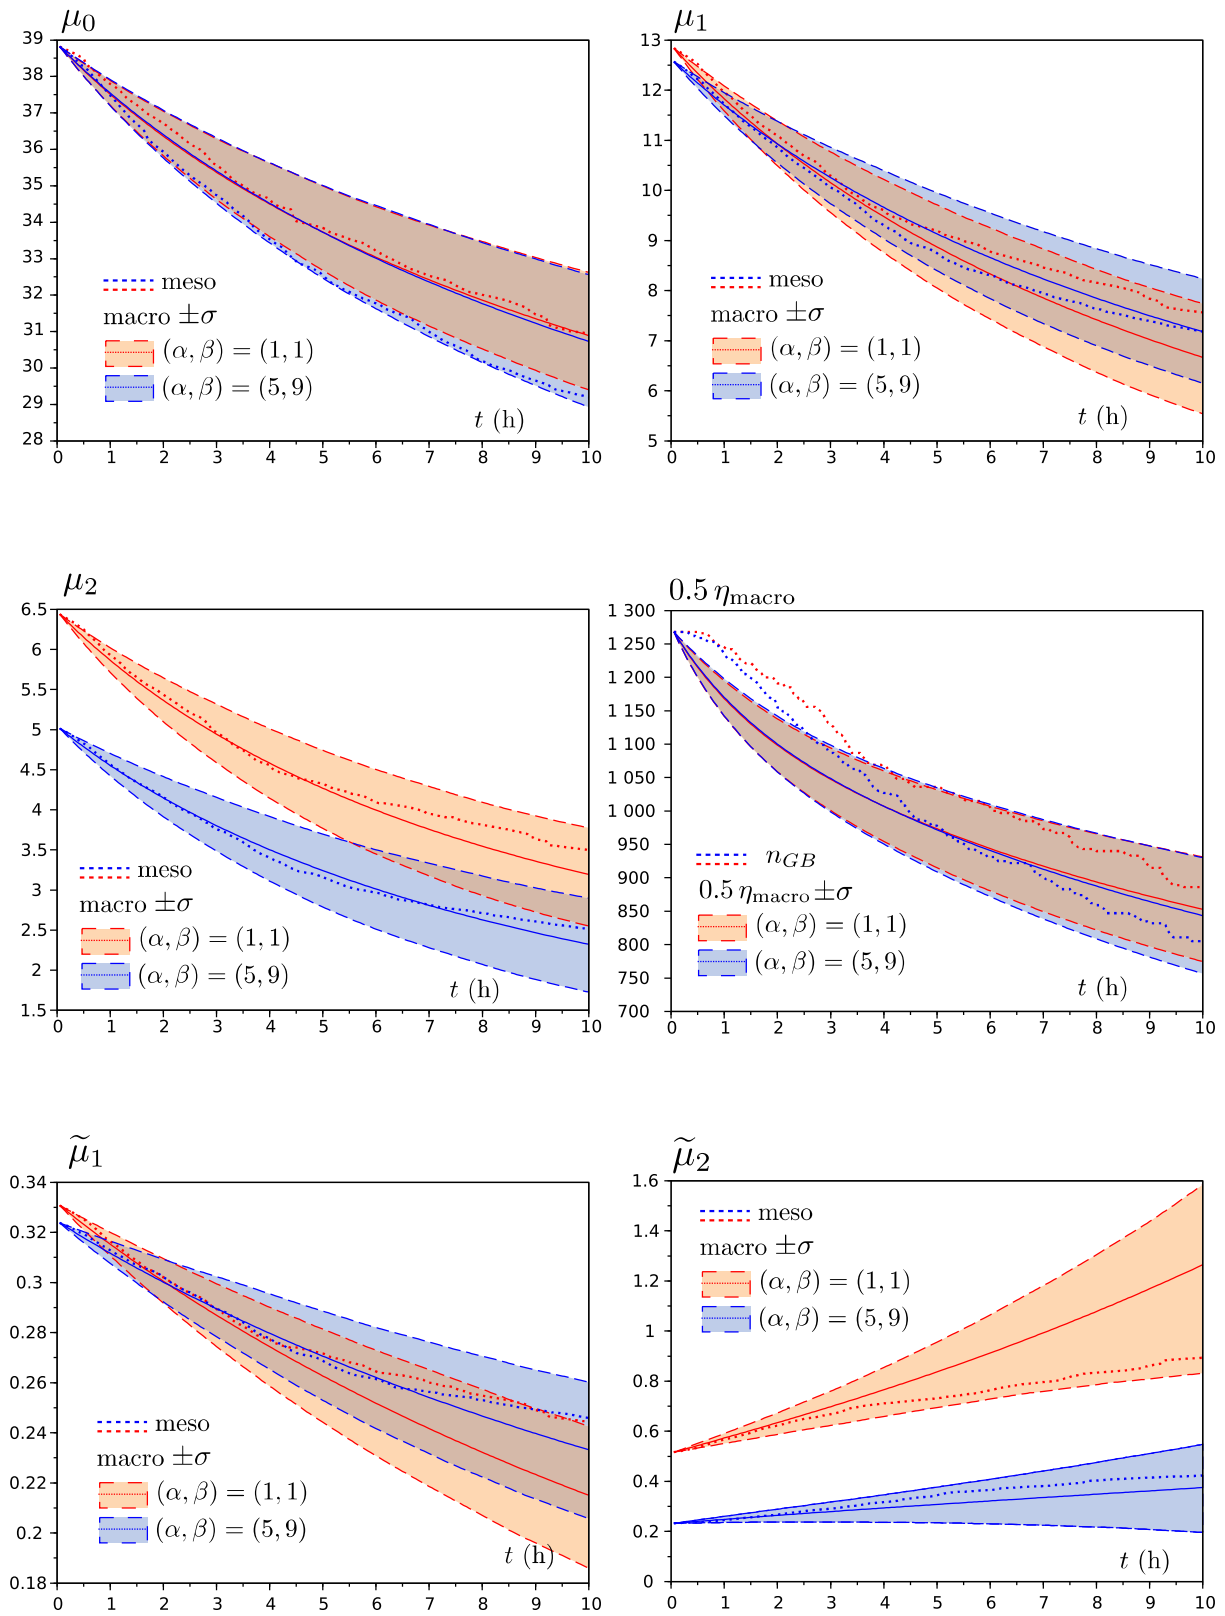 μ₀
39
38
37
36
35
34
33
32
31
30
29
28
meso
macro ±σ
(α, β) = (1, 1)
(α, β) = (5, 9)
t (h)
0 1 2 3 4 5 6 7 8 9 10
μ₁
13
12
11
10
9
8
7
6
5
meso
macro ±σ
(α, β) = (1, 1)
(α, β) = (5, 9)
t (h)
0 1 2 3 4 5 6 7 8 9 10
μ₂
6.5
6
5.5
5
4.5
4
3.5
3
2.5
2
1.5
meso
macro ±σ
(α, β) = (1, 1)
(α, β) = (5, 9)
t (h)
0 1 2 3 4 5 6 7 8 9 10
0.5 η_macro
1 300
1 250
1 200
1 150
1 100
1 050
1 000
950
900
850
800
750
700
n_GB
0.5 η_macro ±σ
(α, β) = (1, 1)
(α, β) = (5, 9)
t (h)
0 1 2 3 4 5 6 7 8 9 10
μ̃₁
0.34
0.32
0.3
0.28
0.26
0.24
0.22
0.2
0.18
meso
macro ±σ
(α, β) = (1, 1)
(α, β) = (5, 9)
t (h)
0 1 2 3 4 5 6 7 8 9 10
μ̃₂
1.6
1.4
1.2
1
0.8
0.6
0.4
0.2
0
meso
macro ±σ
(α, β) = (1, 1)
(α, β) = (5, 9)
t (h)
0 1 2 3 4 5 6 7 8 9 10